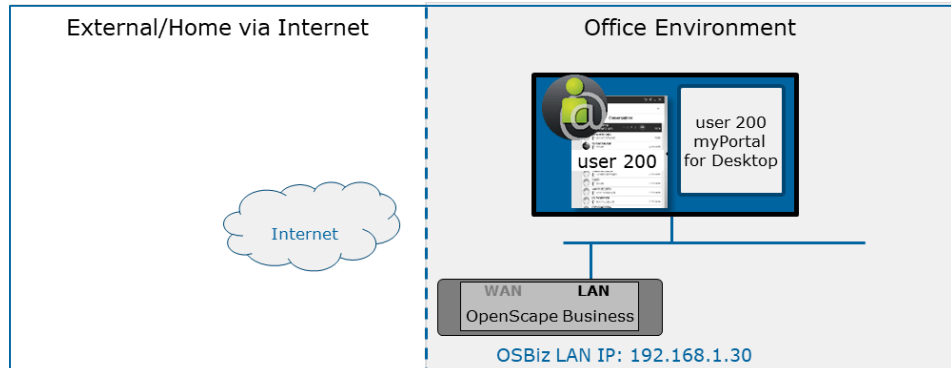 External/Home via Internet
Office Environment
@
user 200
user 200
myPortal
for Desktop
Internet
WAN
LAN
OpenScape Business
OSBiz LAN IP: 192.168.1.30